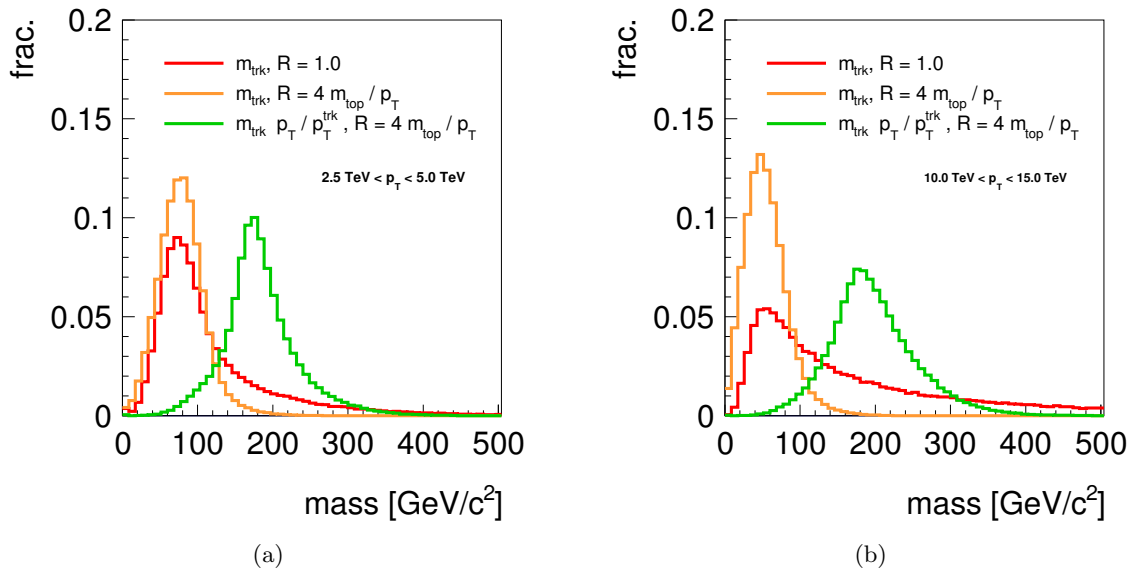 frac.
0.2
0.15
0.1
0.05
0
m_trk, R = 1.0
m_trk, R = 4 m_top / p_T
m_trk p_T / p_T^trk , R = 4 m_top / p_T
2.5 TeV < p_T < 5.0 TeV
0 100 200 300 400 500
mass [GeV/c²]
(a)
frac.
0.2
0.15
0.1
0.05
0
m_trk, R = 1.0
m_trk, R = 4 m_top / p_T
m_trk p_T / p_T^trk , R = 4 m_top / p_T
10.0 TeV < p_T < 15.0 TeV
0 100 200 300 400 500
mass [GeV/c²]
(b)